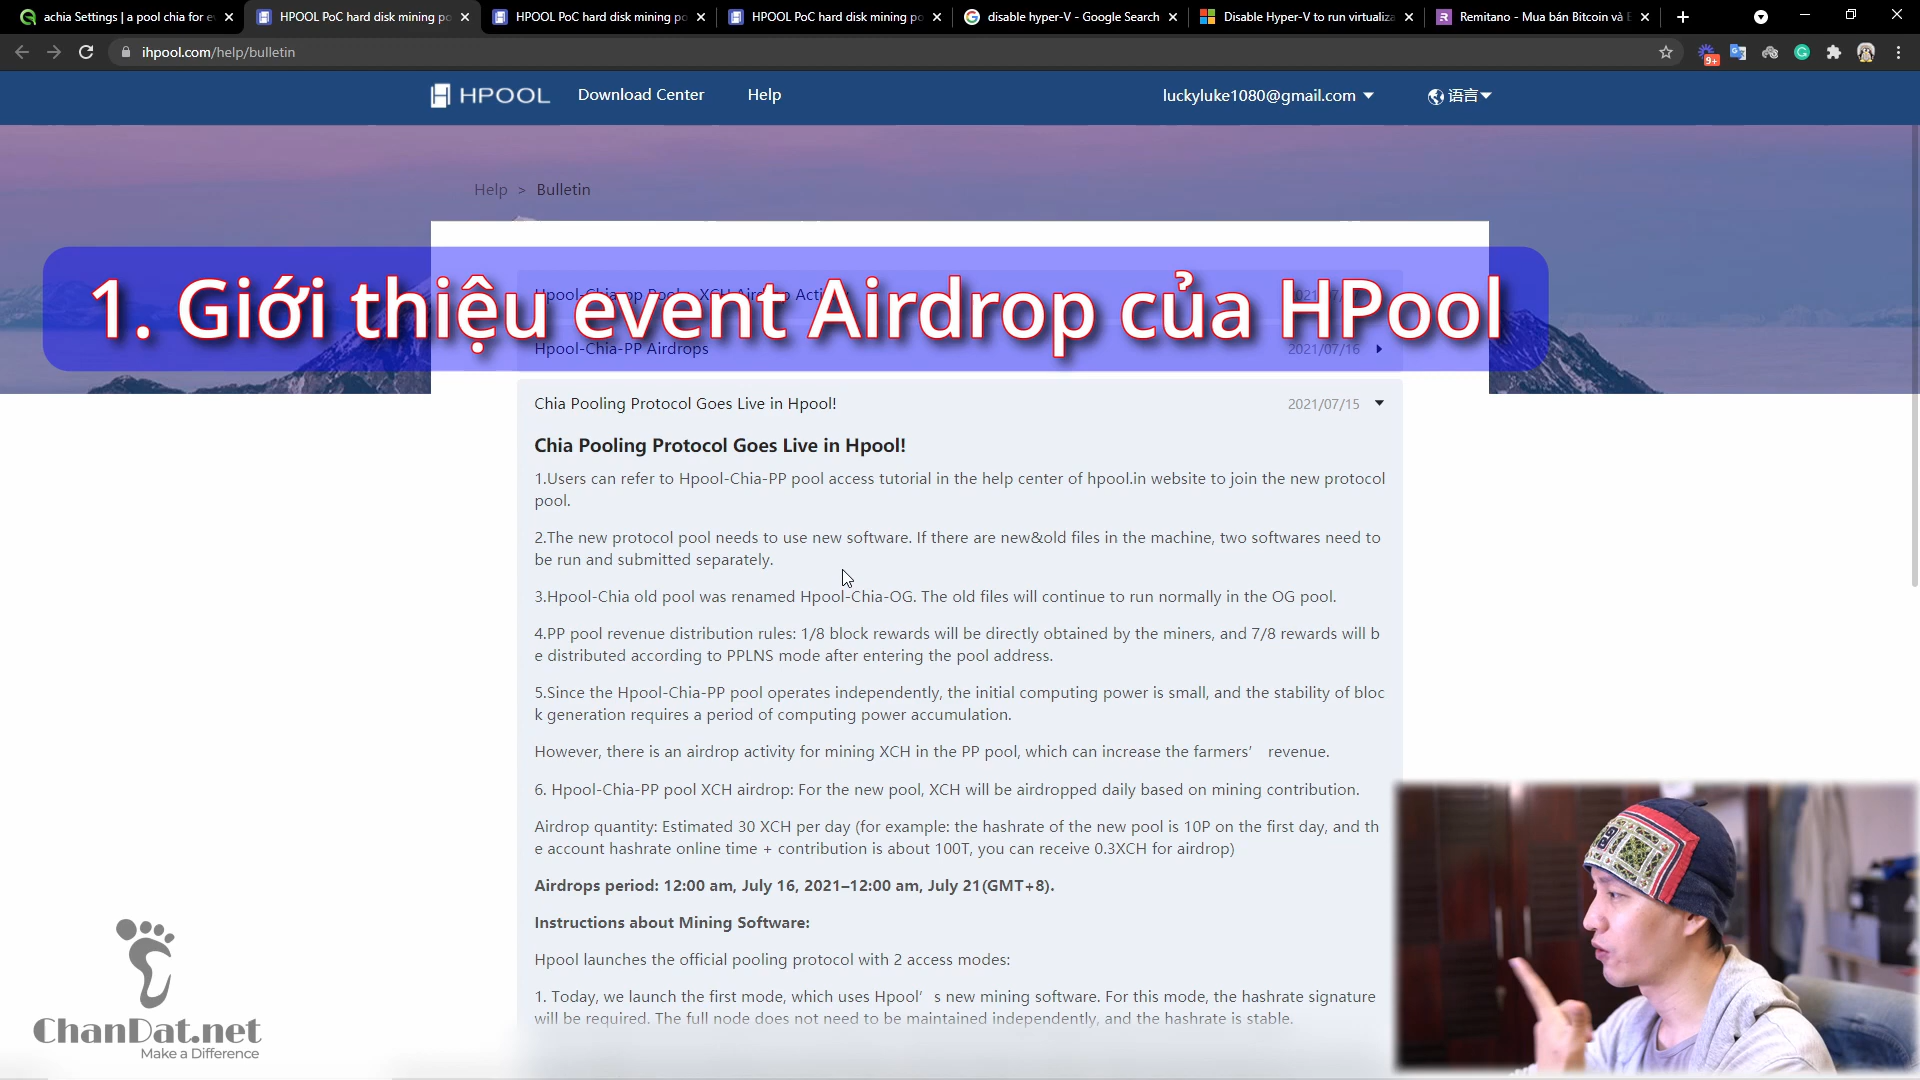 achia Settings | a pool chia for e
HPOOL PoC hard disk mining po
HPOOL PoC hard disk mining po
HPOOL PoC hard disk mining po
disable hyper-V - Google Search
Disable Hyper-V to run virtualiza
Remitano - Mua bán Bitcoin và E
ihpool.com/help/bulletin
9+
HPOOL
Download Center
Help
luckyluke1080@gmail.com
语言
Help > Bulletin
1. Giới thiệu event Airdrop của HPool
Hpool-Chia-PP Airdrops
2021/07/16
Chia Pooling Protocol Goes Live in Hpool!
2021/07/15
Chia Pooling Protocol Goes Live in Hpool!
1.Users can refer to Hpool-Chia-PP pool access tutorial in the help center of hpool.in website to join the new protocol
pool.
2.The new protocol pool needs to use new software. If there are new&old files in the machine, two softwares need to
be run and submitted separately.
3.Hpool-Chia old pool was renamed Hpool-Chia-OG. The old files will continue to run normally in the OG pool.
4.PP pool revenue distribution rules: 1/8 block rewards will be directly obtained by the miners, and 7/8 rewards will b
e distributed according to PPLNS mode after entering the pool address.
5.Since the Hpool-Chia-PP pool operates independently, the initial computing power is small, and the stability of bloc
k generation requires a period of computing power accumulation.
However, there is an airdrop activity for mining XCH in the PP pool, which can increase the farmers’ revenue.
6. Hpool-Chia-PP pool XCH airdrop: For the new pool, XCH will be airdropped daily based on mining contribution.
Airdrop quantity: Estimated 30 XCH per day (for example: the hashrate of the new pool is 10P on the first day, and th
e account hashrate online time + contribution is about 100T, you can receive 0.3XCH for airdrop)
Airdrops period: 12:00 am, July 16, 2021–12:00 am, July 21(GMT+8).
Instructions about Mining Software:
Hpool launches the official pooling protocol with 2 access modes:
1. Today, we launch the first mode, which uses Hpool’ s new mining software. For this mode, the hashrate signature
will be required. The full node does not need to be maintained independently, and the hashrate is stable.
ChanDat.net
Make a Difference